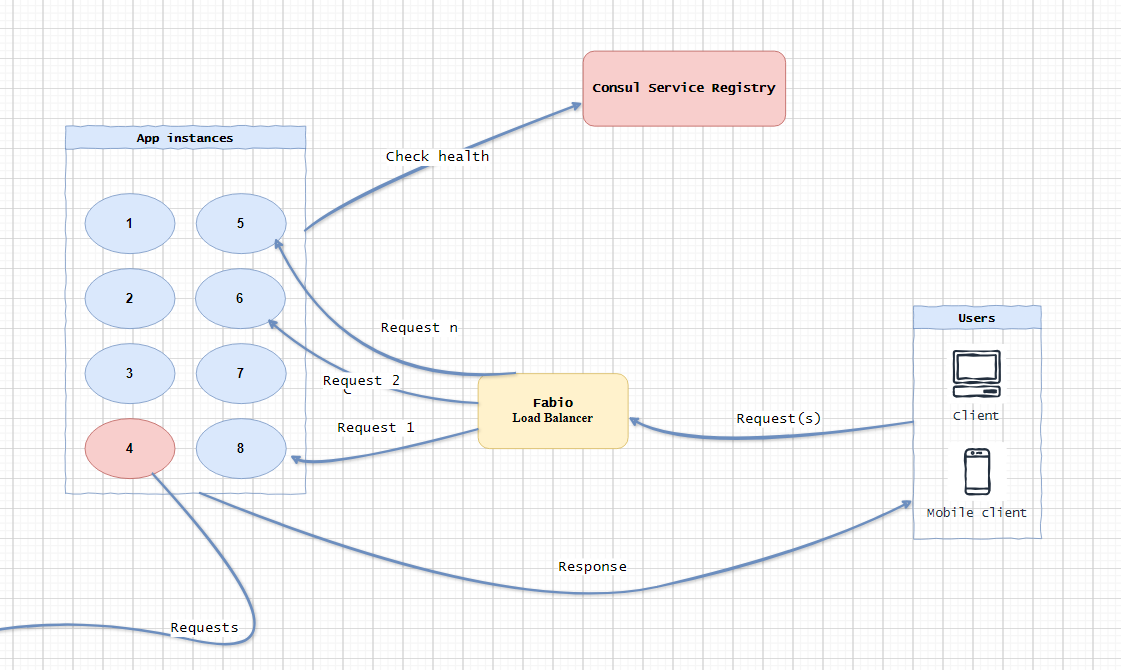 Consul Service Registry
App instances
Check health
1
5
2
6
Request n
Users
3
7
Request 2
Fabio
Load Balancer
Client
Request(s)
Request 1
4
8
Mobile client
Response
Requests